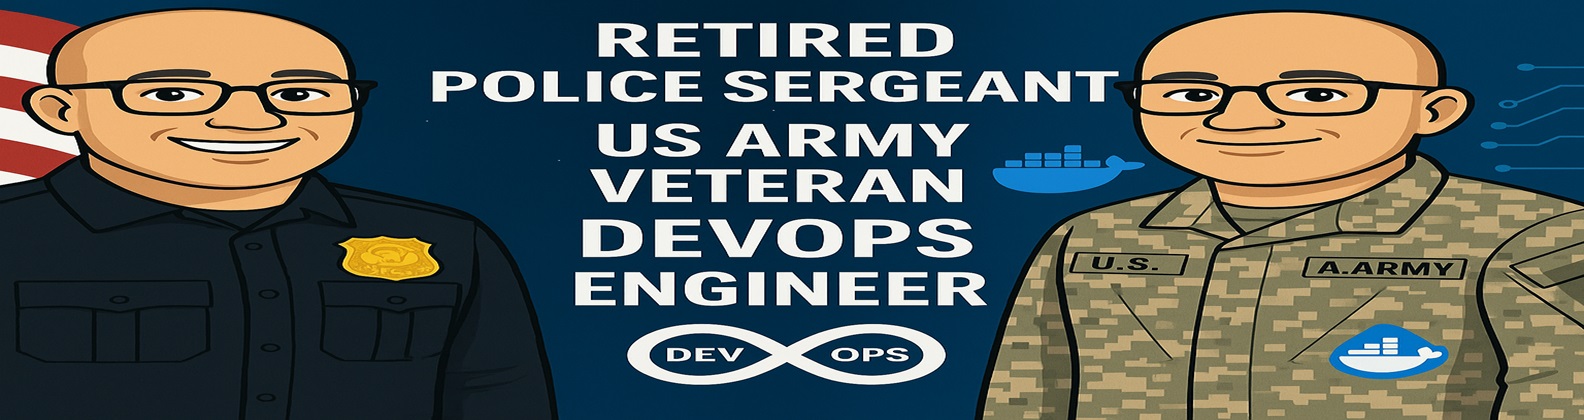 RETIRED
POLICE SERGEANT
US ARMY
VETERAN
DEVOPS
ENGINEER
DEV OPS
U.S.
A.ARMY